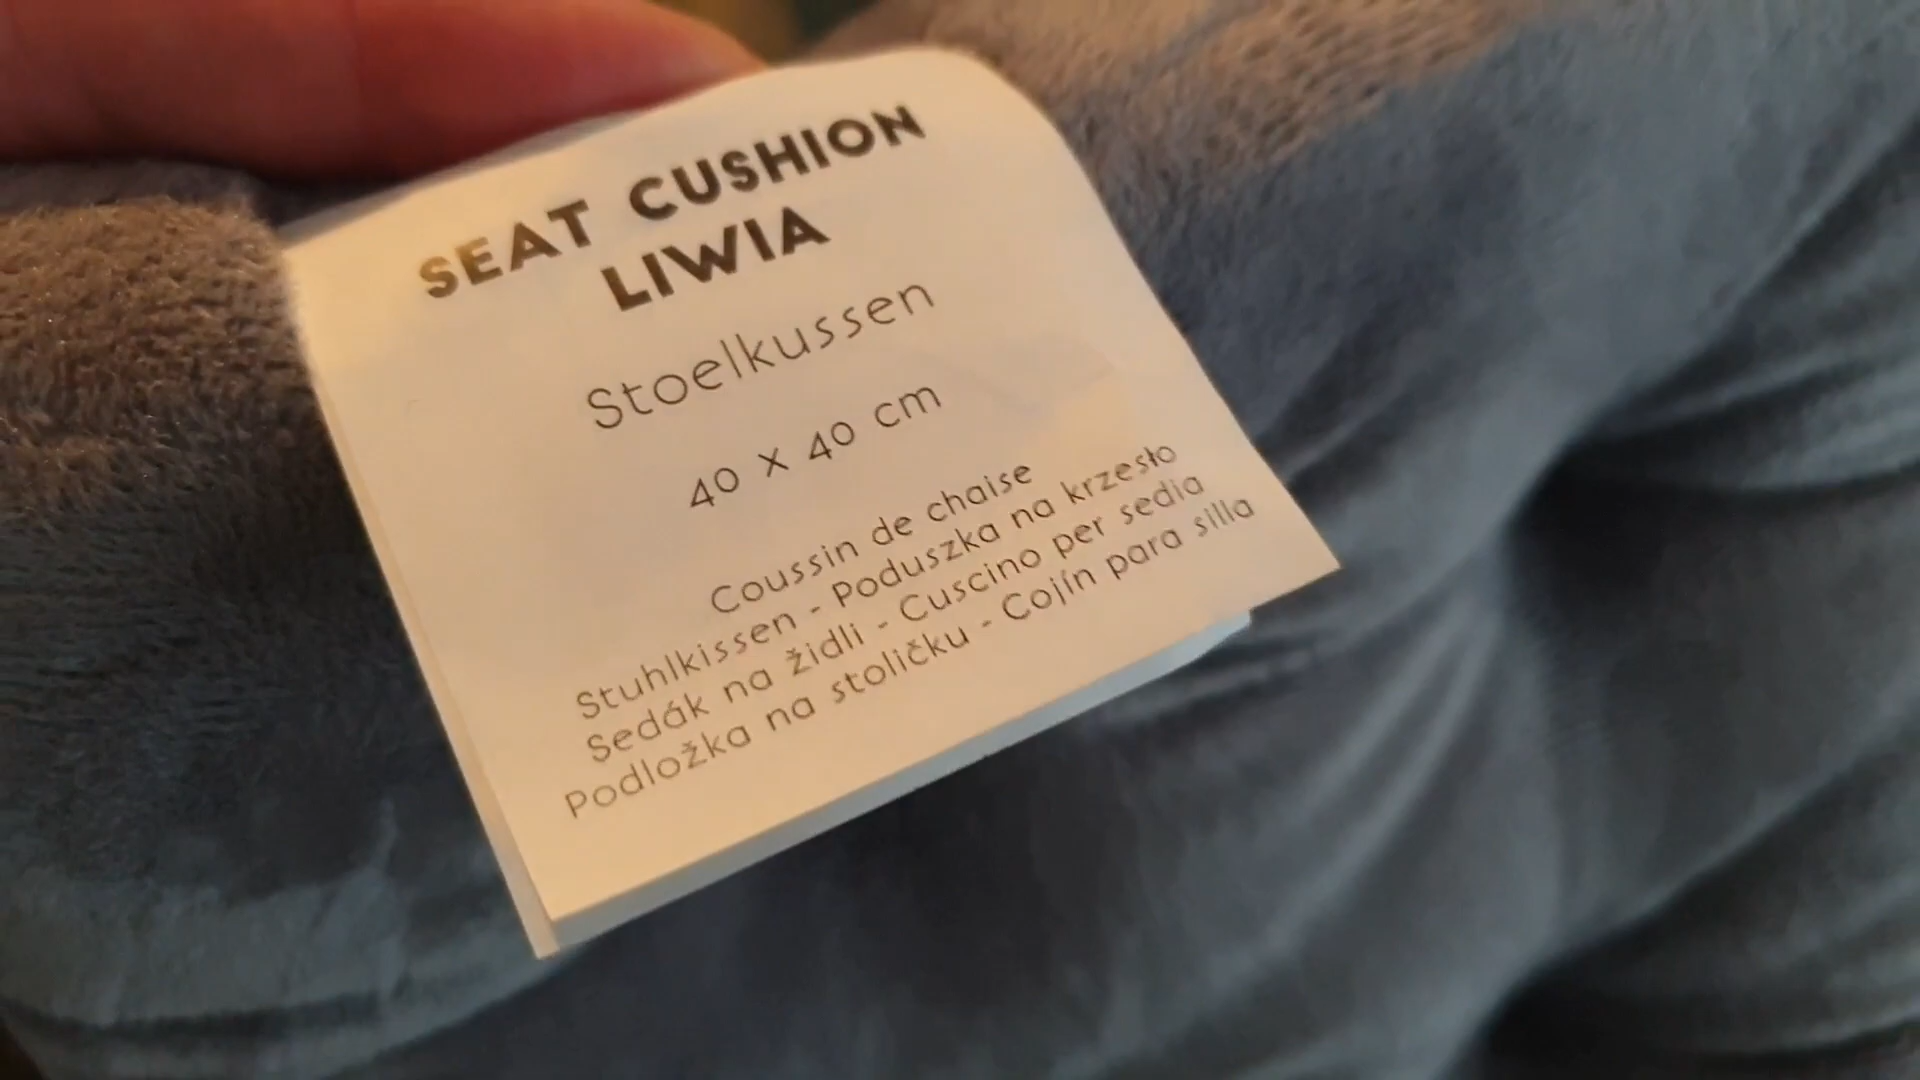 SEAT CUSHION
LIWIA
Stoelkussen
40 x 40 cm
Coussin de chaise
Stuhlkissen - Poduszka na krzesło
Sedák na židli - Cuscino per sedia
Podložka na stoličku - Cojín para silla